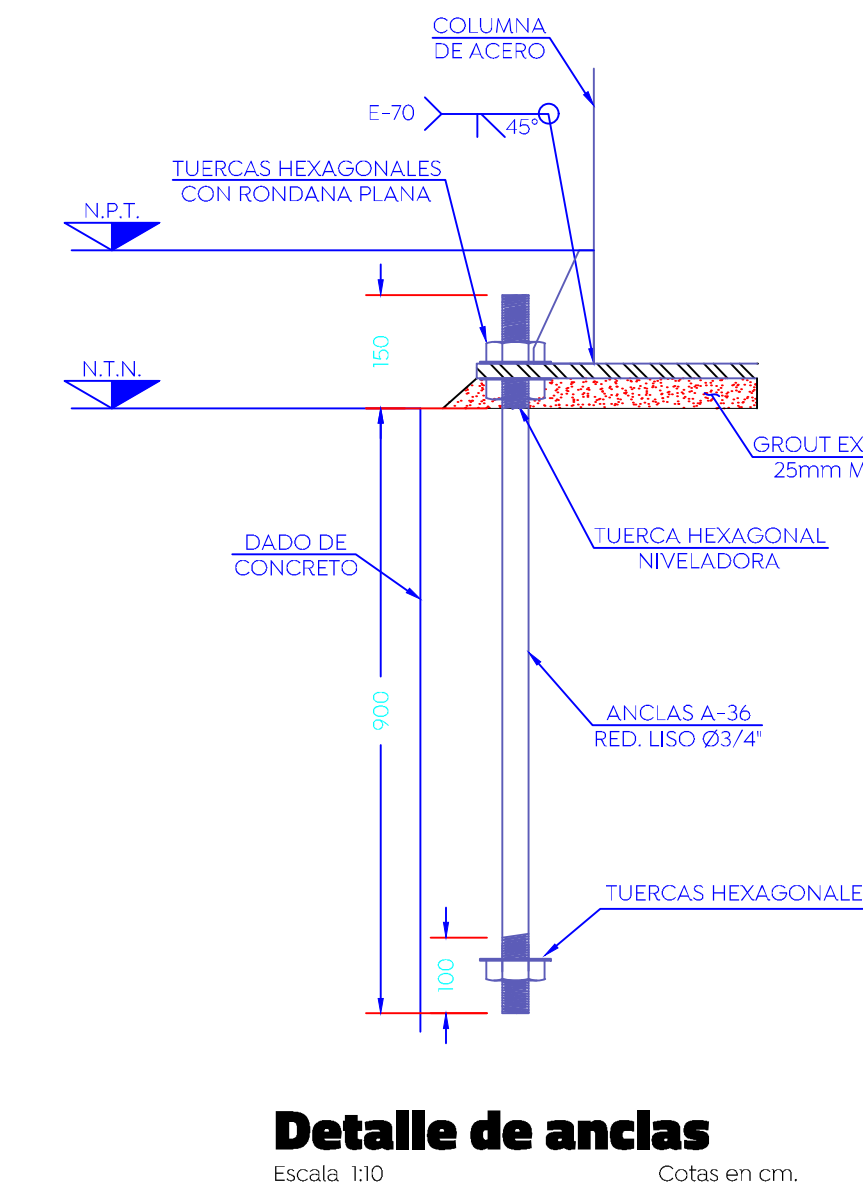 COLUMNA
DE ACERO
E-70
45°
TUERCAS HEXAGONALES
CON RONDANA PLANA
N.P.T.
150
N.T.N.
GROUT EX
25mm M
TUERCA HEXAGONAL
NIVELADORA
DADO DE
CONCRETO
900
ANCLAS A-36
RED. LISO Ø3/4"
TUERCAS HEXAGONALE
100
Detalle de anclas
Escala 1:10
Cotas en cm.